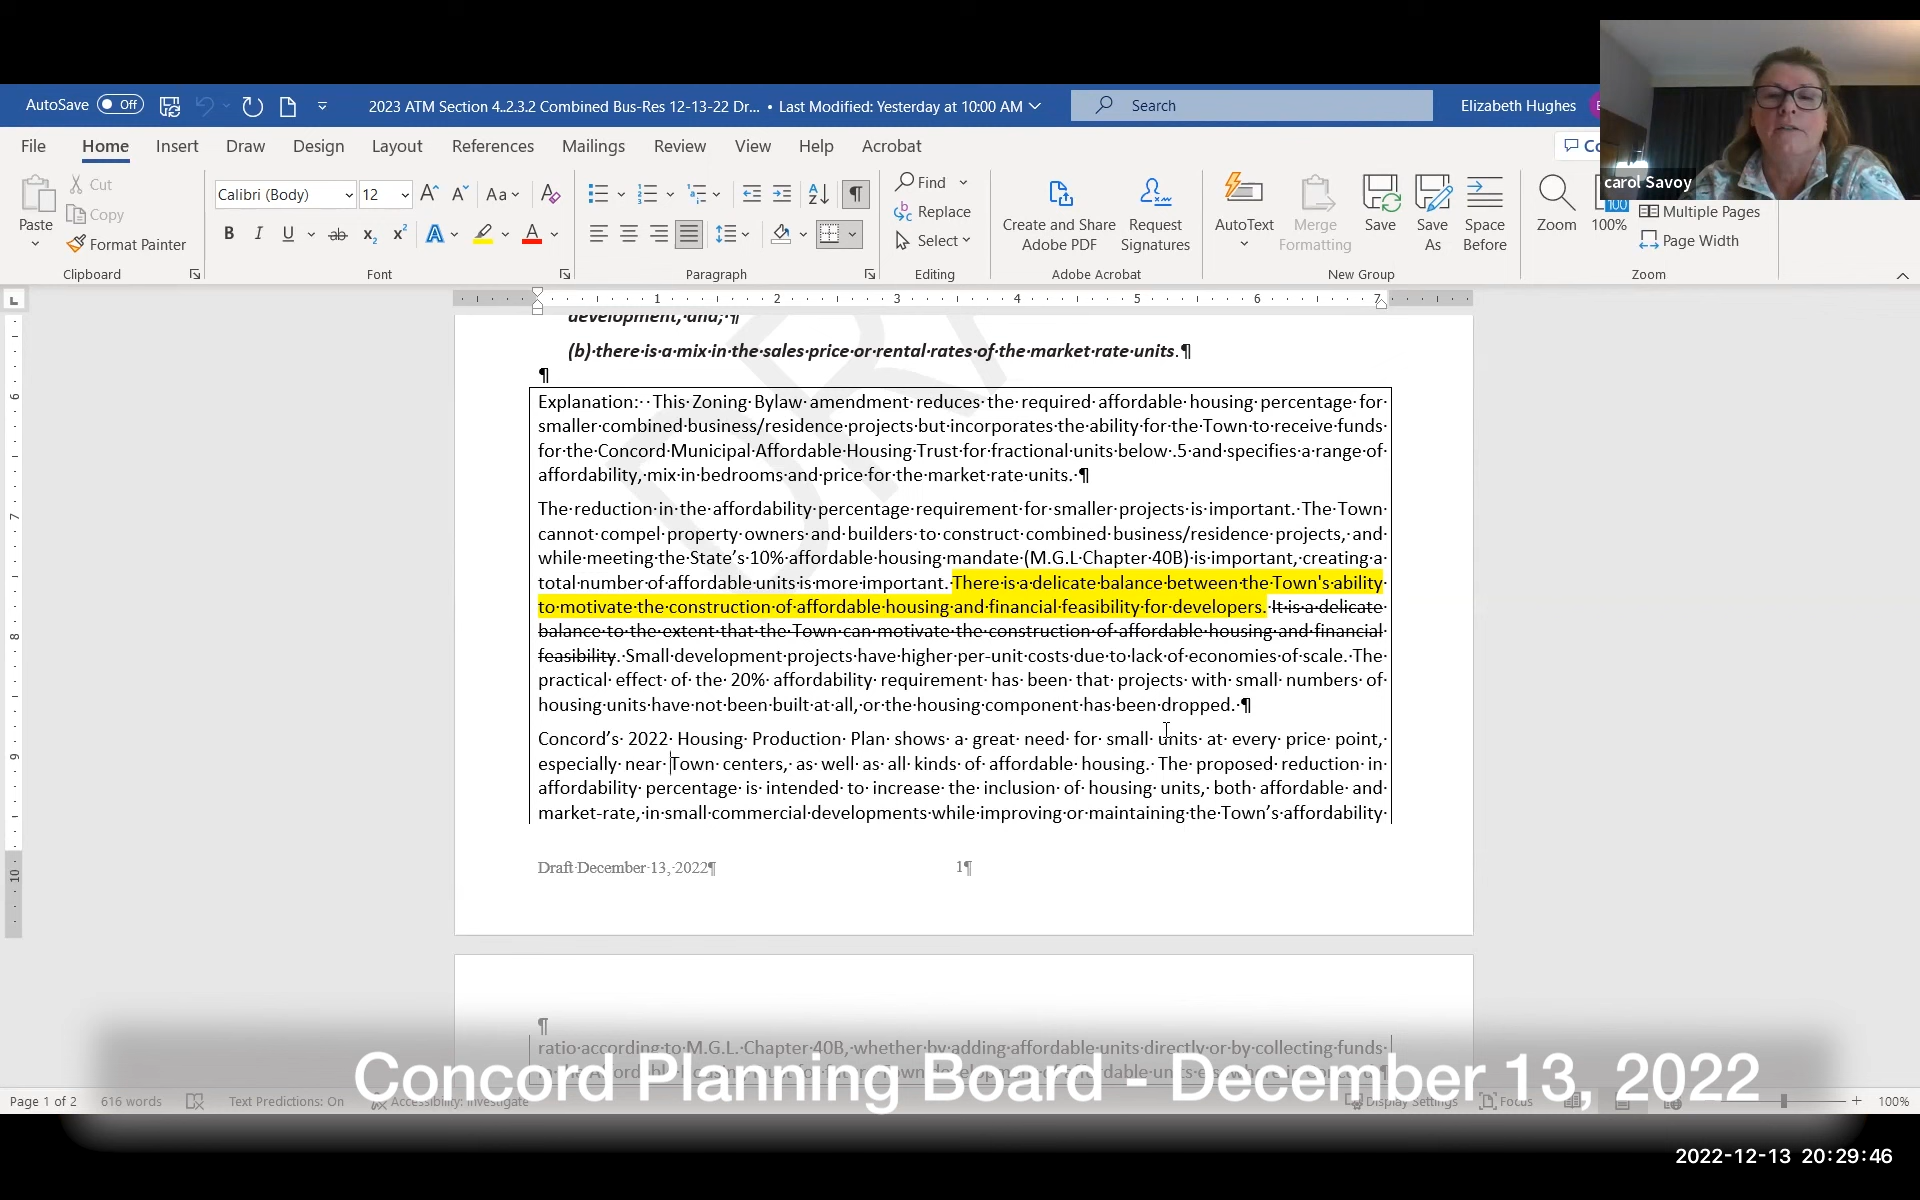 carol Savoy
AutoSave Off 2023 ATM Section 4..2.3.2 Combined Bus-Res 12-13-22 Dr... • Last Modified: Yesterday at 10:00 AM Search Elizabeth Hughes
File Home Insert Draw Design Layout References Mailings Review View Help Acrobat
Paste
Cut
Copy
Format Painter
Clipboard
Calibri (Body) 12
Font
Paragraph
Find
Replace
Select
Editing
Create and Share
Adobe PDF
Request
Signatures
Adobe Acrobat
AutoText
Merge
Formatting
Save
Save
As
Space
Before
New Group
Zoom
100%
Multiple Pages
Page Width
Zoom
1 2 3 4 5 6 7
6
7
8
9
10
development, and; ¶
(b) there is a mix in the sales price or rental rates of the market rate units.¶
¶
Explanation: This Zoning Bylaw amendment reduces the required affordable housing percentage for
smaller combined business/residence projects but incorporates the ability for the Town to receive funds
for the Concord Municipal Affordable Housing Trust for fractional units below .5 and specifies a range of
affordability, mix in bedrooms and price for the market rate units. ¶
The reduction in the affordability percentage requirement for smaller projects is important. The Town
cannot compel property owners and builders to construct combined business/residence projects, and
while meeting the State's 10% affordable housing mandate (M.G.L Chapter 40B) is important, creating a
total number of affordable units is more important. There is a delicate balance between the Town's ability
to motivate the construction of affordable housing and financial feasibility for developers. It is a delicate
balance to the extent that the Town can motivate the construction of affordable housing and financial
feasibility. Small development projects have higher per-unit costs due to lack of economies of scale. The
practical effect of the 20% affordability requirement has been that projects with small numbers of
housing units have not been built at all, or the housing component has been dropped. ¶
Concord's 2022 Housing Production Plan shows a great need for small units at every price point,
especially near Town centers, as well as all kinds of affordable housing. The proposed reduction in
affordability percentage is intended to increase the inclusion of housing units, both affordable and
market-rate, in small commercial developments while improving or maintaining the Town's affordability
Draft December 13, 2022¶ 1¶
¶
ratio according to M.G.L. Chapter 40B, whether by adding affordable units directly or by collecting funds
Concord Planning Board - December 13, 2022
Page 1 of 2 616 words Text Predictions: On Accessibility: Investigate Display Settings Focus 100%
2022-12-13 20:29:46